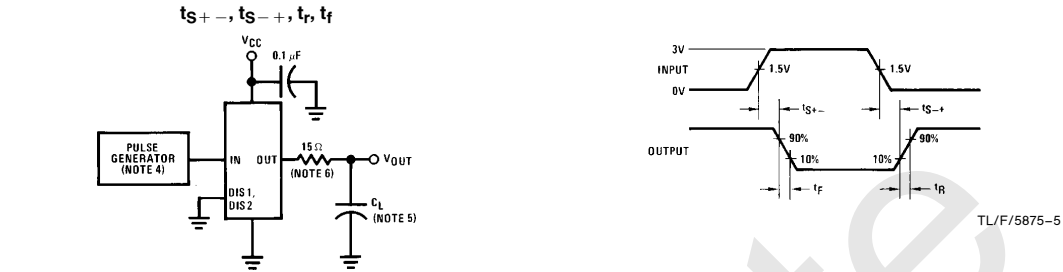 tS+ –, tS– +, tr, tf
VCC
0.1 μF
PULSE
GENERATOR
(NOTE 4)
IN
OUT
DIS 1,
DIS 2
15 Ω
(NOTE 6)
VOUT
CL
(NOTE 5)
3V
INPUT
0V
1.5V
1.5V
tS+–
tS–+
OUTPUT
90%
10%
10%
90%
tF
tR
TL/F/5875–5